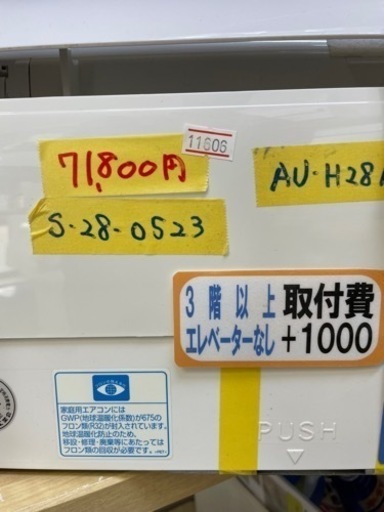 11606
71,800円
AU-H28
S-28-0523
3階以上
エレベーターなし
取付費
+1000
家庭用エアコンには
GWP(地球温暖化係数)が675の
フロン類(R32)が封入されています。
地球温暖化防止のため、
移設・修理・廃棄等にあたっては
フロン類の回収が必要です。
PUSH